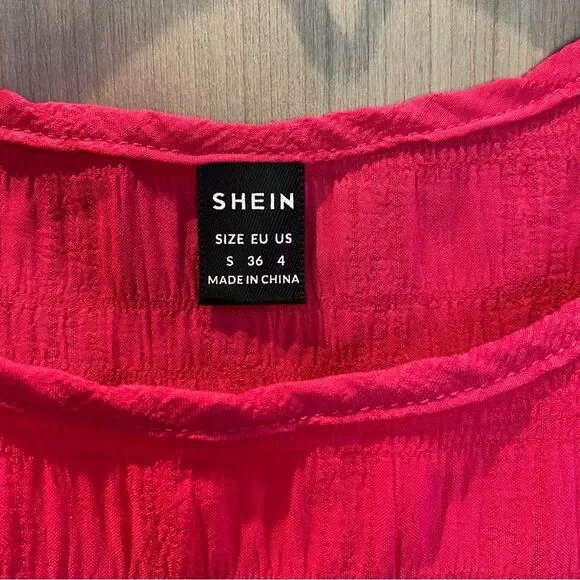 SHEIN
SIZE EU US
S 36 4
MADE IN CHINA